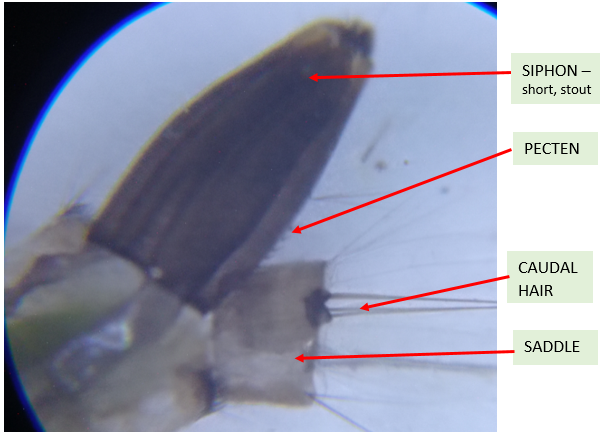 SIPHON –
short, stout
PECTEN
CAUDAL
HAIR
SADDLE